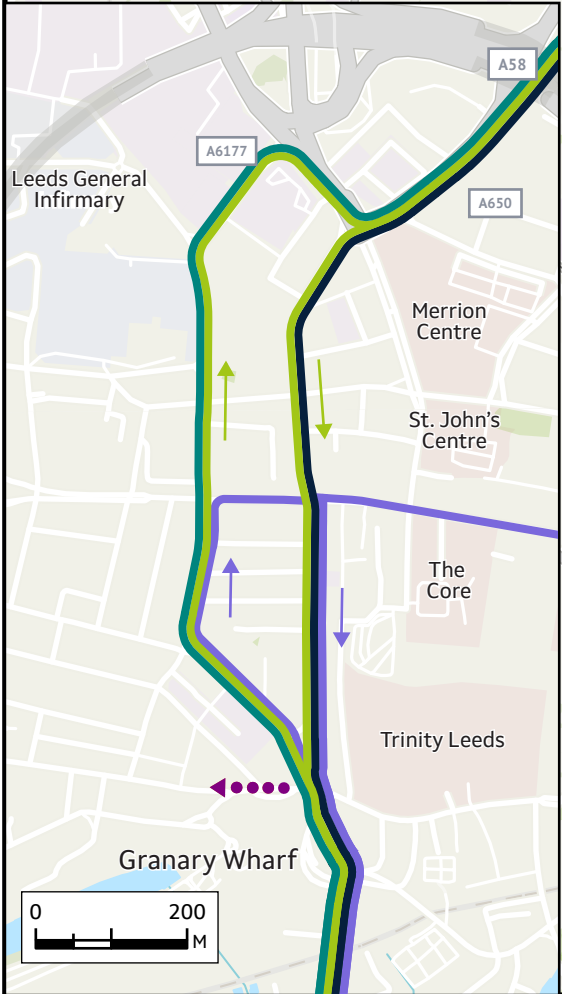 A58
A6177
Leeds General
Infirmary
A650
Merrion
Centre
St. John's
Centre
The
Core
Trinity Leeds
Granary Wharf
0 200
M